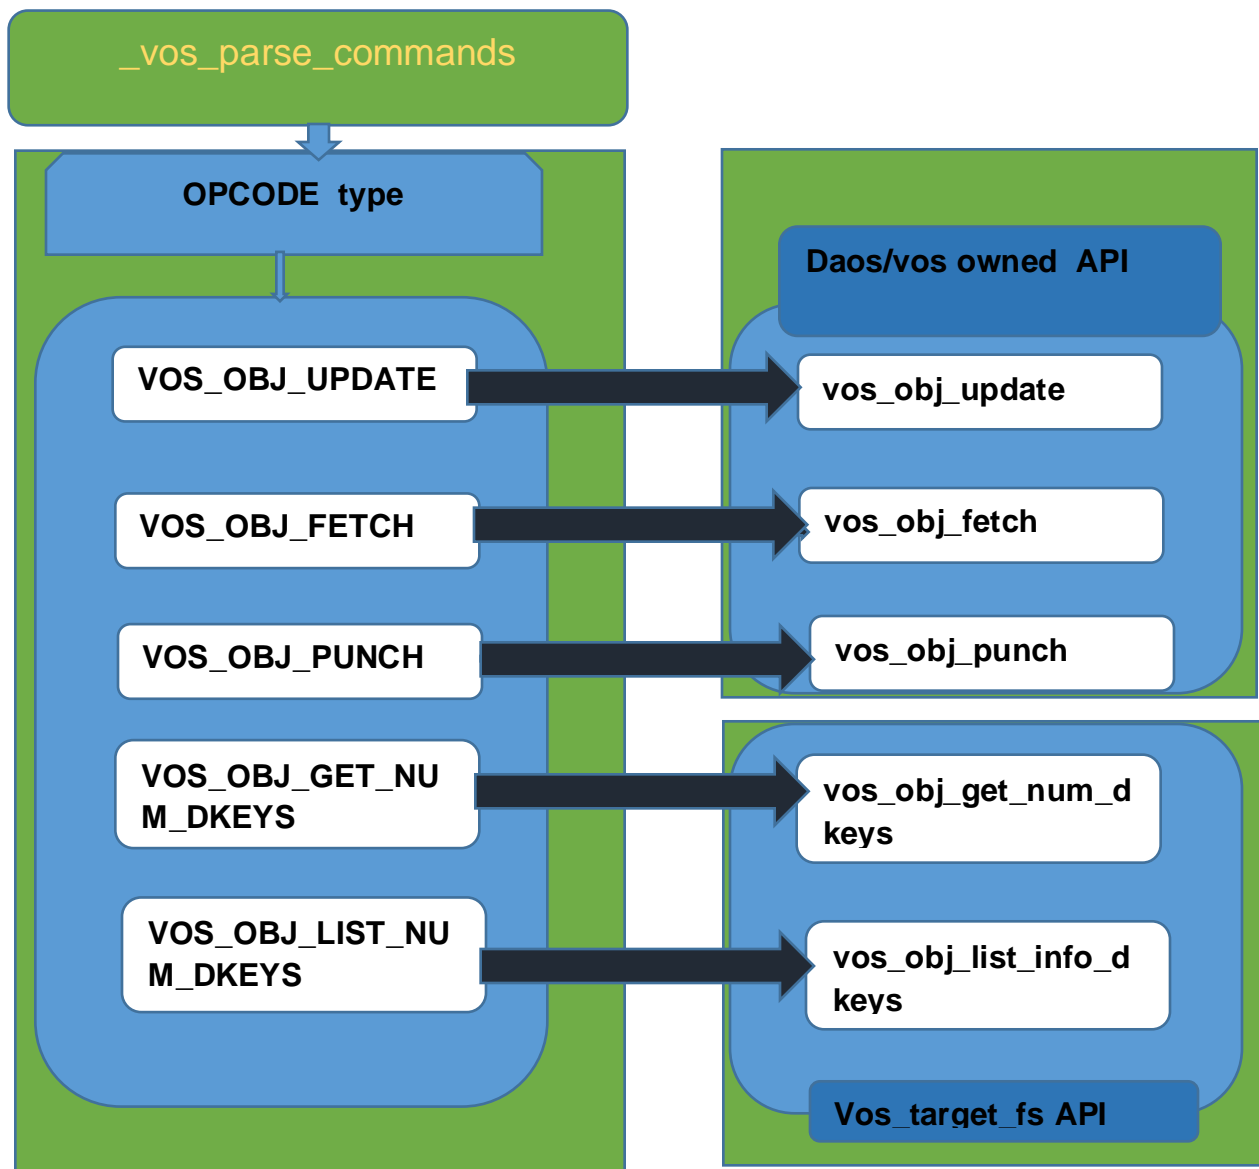 _vos_parse_commands
OPCODE type
VOS_OBJ_UPDATE
VOS_OBJ_FETCH
VOS_OBJ_PUNCH
VOS_OBJ_GET_NU
M_DKEYS
VOS_OBJ_LIST_NU
M_DKEYS
Daos/vos owned API
vos_obj_update
vos_obj_fetch
vos_obj_punch
vos_obj_get_num_d
keys
vos_obj_list_info_d
keys
Vos_target_fs API